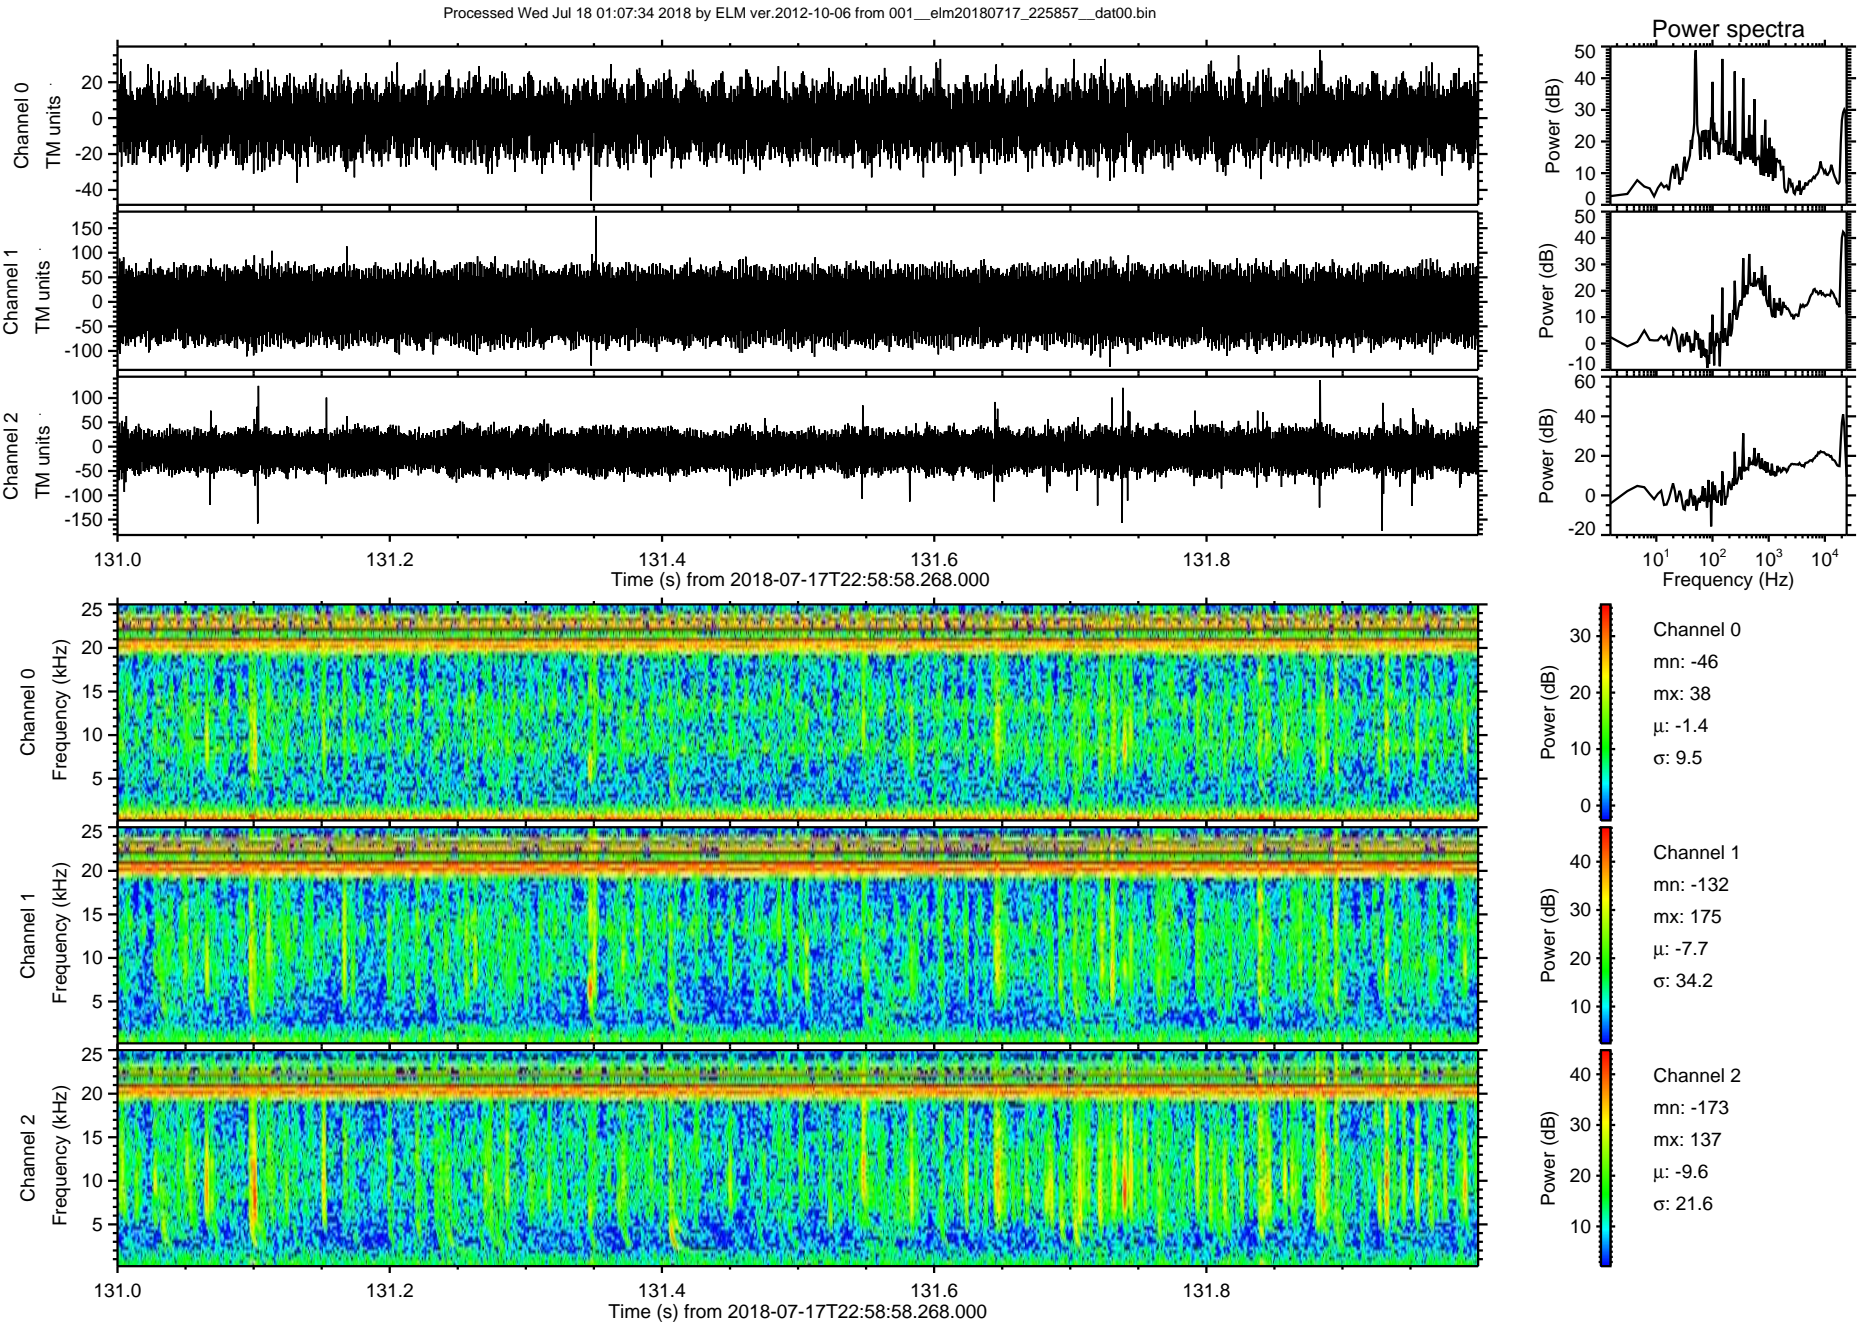 Processed Wed Jul 18 01:07:34 2018 by ELM ver.2012-10-06 from 001__elm20180717_225857__dat00.bin
Power spectra
Channel 0
TM units
20
0
-20
-40
Power (dB)
50
40
30
20
10
0
Channel 1
TM units
150
100
50
0
-50
-100
Power (dB)
50
40
30
20
10
0
-10
Channel 2
TM units
100
50
0
-50
-100
-150
Power (dB)
60
40
20
0
-20
131.0 131.2 131.4 131.6 131.8
Time (s) from 2018-07-17T22:58:58.268.000
10¹ 10² 10³ 10⁴
Frequency (Hz)
Channel 0
Frequency (kHz)
25
20
15
10
5
Power (dB)
30
20
10
0
Channel 0
mn: -46
mx: 38
μ: -1.4
σ: 9.5
Channel 1
Frequency (kHz)
25
20
15
10
5
Power (dB)
40
30
20
10
Channel 1
mn: -132
mx: 175
μ: -7.7
σ: 34.2
Channel 2
Frequency (kHz)
25
20
15
10
5
Power (dB)
40
30
20
10
Channel 2
mn: -173
mx: 137
μ: -9.6
σ: 21.6
131.0 131.2 131.4 131.6 131.8
Time (s) from 2018-07-17T22:58:58.268.000